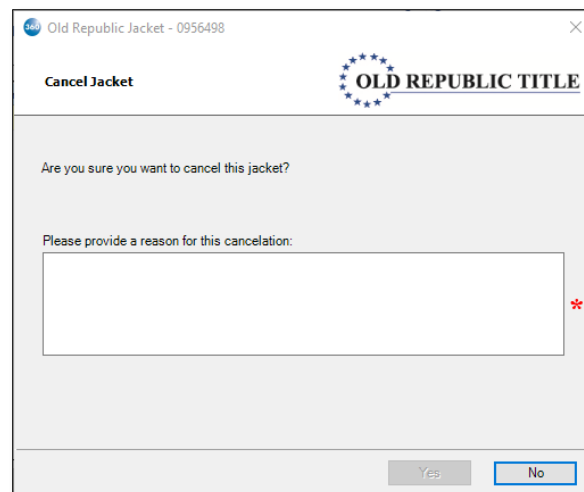 360 Old Republic Jacket - 0956498
Cancel Jacket
OLD REPUBLIC TITLE
Are you sure you want to cancel this jacket?
Please provide a reason for this cancelation:
*
Yes
No